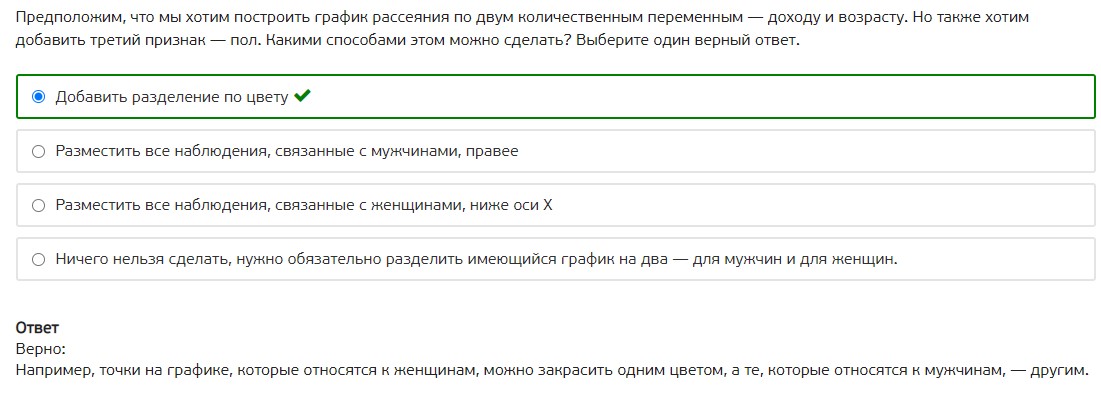 Предположим, что мы хотим построить график рассеяния по двум количественным переменным — доходу и возрасту. Но также хотим
добавить третий признак — пол. Какими способами этом можно сделать? Выберите один верный ответ.
Добавить разделение по цвету
Разместить все наблюдения, связанные с мужчинами, правее
Разместить все наблюдения, связанные с женщинами, ниже оси X
Ничего нельзя сделать, нужно обязательно разделить имеющийся график на два — для мужчин и для женщин.
Ответ
Верно:
Например, точки на графике, которые относятся к женщинам, можно закрасить одним цветом, а те, которые относятся к мужчинам, — другим.